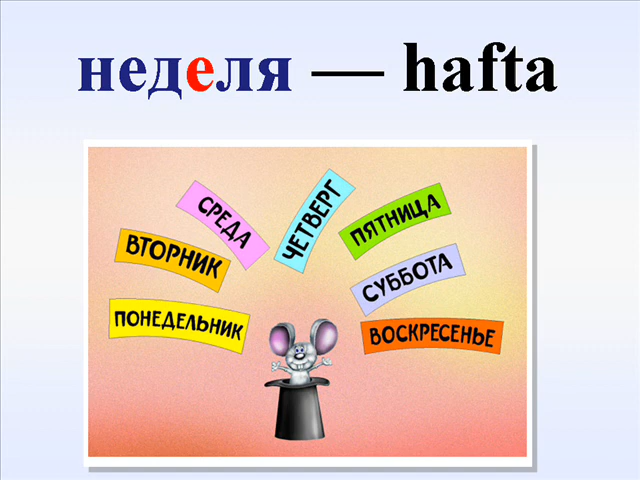 неделя — hafta
ПОНЕДЕЛЬНИК
ВТОРНИК
СРЕДА
ЧЕТВЕРГ
ПЯТНИЦА
СУББОТА
ВОСКРЕСЕНЬЕ